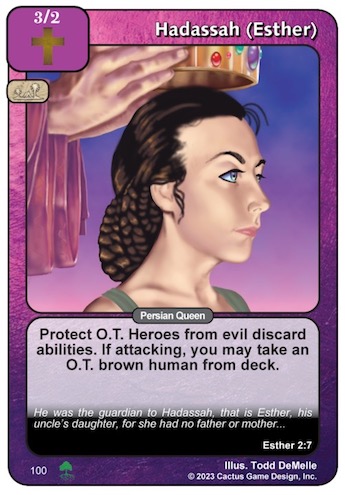 3/2
Hadassah (Esther)
Persian Queen
Protect O.T. Heroes from evil discard
abilities. If attacking, you may take an
O.T. brown human from deck.
He was the guardian to Hadassah, that is Esther, his
uncle's daughter, for she had no father or mother...
Esther 2:7
Illus. Todd DeMelle
100
© 2023 Cactus Game Design, Inc.